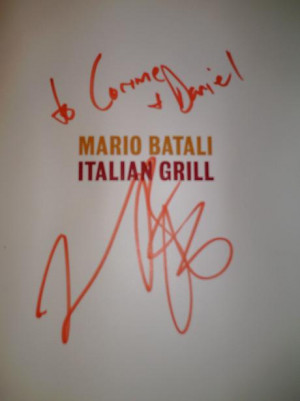 to Corinne
+ Daniel
MARIO BATALI
ITALIAN GRILL